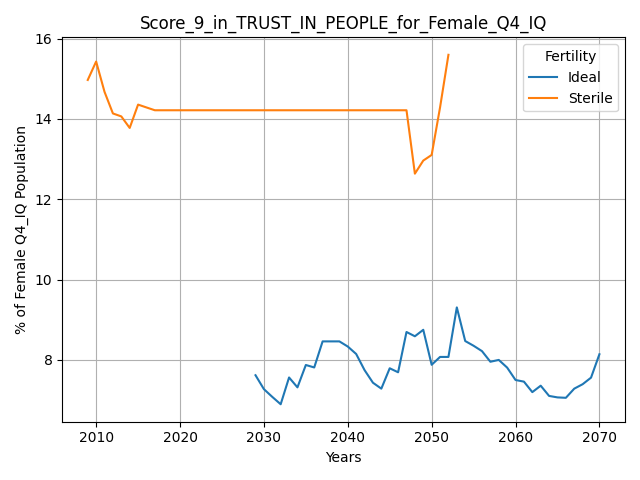 Score_9_in_TRUST_IN_PEOPLE_for_Female_Q4_IQ
% of Female Q4_IQ Population
16
14
12
10
8
Fertility
Ideal
Sterile
2010 2020 2030 2040 2050 2060 2070
Years